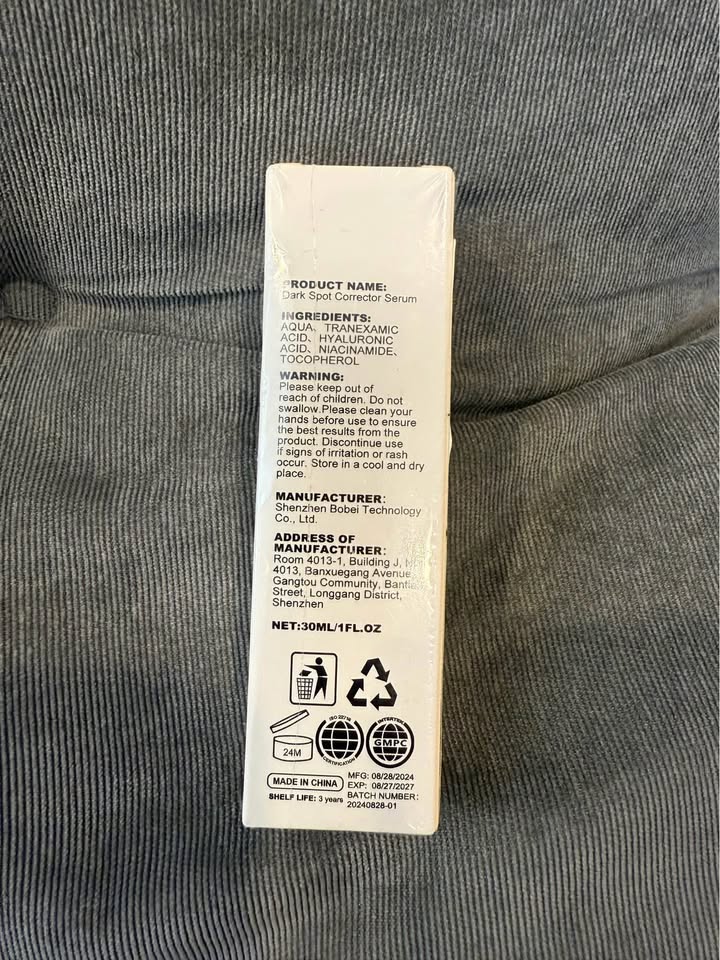 PRODUCT NAME:
Dark Spot Corrector Serum
INGREDIENTS:
AQUA、TRANEXAMIC
ACID、HYALURONIC
ACID、NIACINAMIDE、
TOCOPHEROL
WARNING:
Please keep out of
reach of children. Do not
swallow.Please clean your
hands before use to ensure
the best results from the
product. Discontinue use
if signs of irritation or rash
occur. Store in a cool and dry
place.
MANUFACTURER:
Shenzhen Bobei Technology
Co., Ltd.
ADDRESS OF
MANUFACTURER:
Room 4013-1, Building J,
4013, Banxuegang Avenue
Gangtou Community,
Street, Longgang District,
Shenzhen
NET:30ML/1FL.OZ
24M
ISO 22716
CERTIFICATION
INTERTEK
GMPC
MADE IN CHINA
SHELF LIFE: 3 years
MFG: 08/28/2024
EXP: 08/27/2027
BATCH NUMBER:
20240828-01